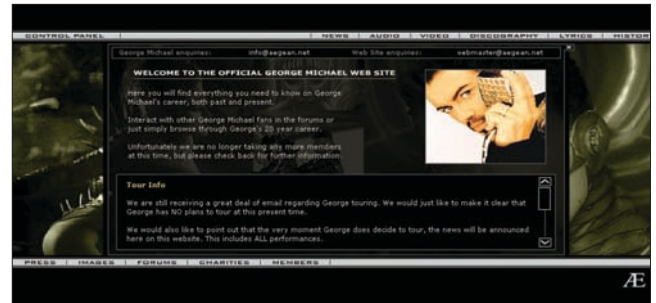 CONTROL PANEL | NEWS | AUDIO | VIDEO | DISCOGRAPHY | LYRICS | HISTOR
George Michael enquiries: info@aegean.net Web Site enquiries: webmaster@aegean.net
WELCOME TO THE OFFICIAL GEORGE MICHAEL WEB SITE
Here you will find everything you need to know on George
Michael's career, both past and present.
Interact with other George Michael fans in the forums or
just simply browse through George's 20 year career.
Unfortunately we are no longer taking any more members
at this time, but please check back for further information.
Tour Info
We are still receiving a great deal of email regarding George touring. We would just like to make it clear that
George has NO plans to tour at this present time.
We would also like to point out that the very moment George does decide to tour, the news will be announced
here on this website. This includes ALL performances.
PRESS | IMAGES | FORUMS | CHARITIES | MEMBERS |
Æ